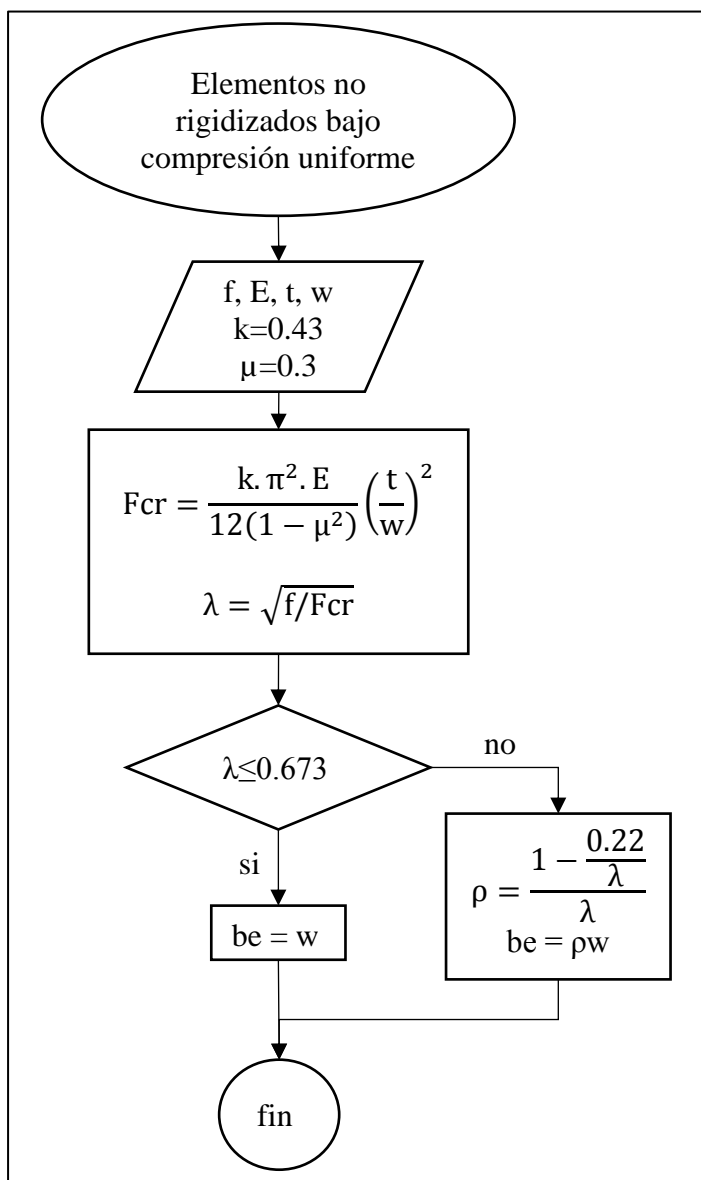 Elementos no
rigidizados bajo
compresión uniforme
f, E, t, w
k=0.43
µ=0.3
Fcr = k. π². E / 12(1 − μ²) (t/w)²
λ = √f/Fcr
λ≤0.673
no
si
ρ = 1 − 0.22/λ / λ
be = ρw
be = w
fin